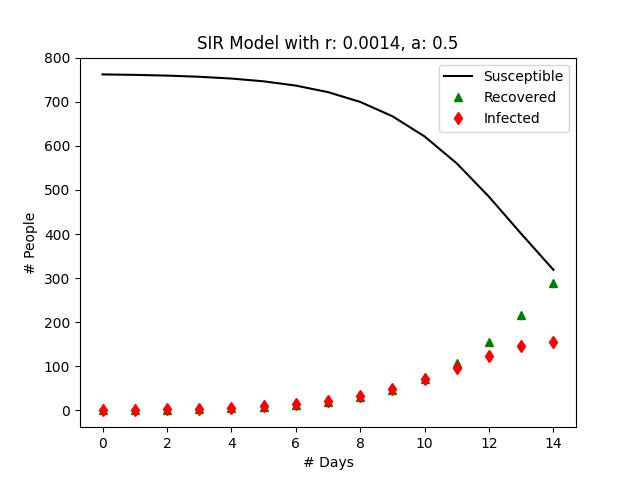 SIR Model with r: 0.0014, a: 0.5
800
700
600
500
400
300
200
100
0
# People
Susceptible
Recovered
Infected
0 2 4 6 8 10 12 14
# Days